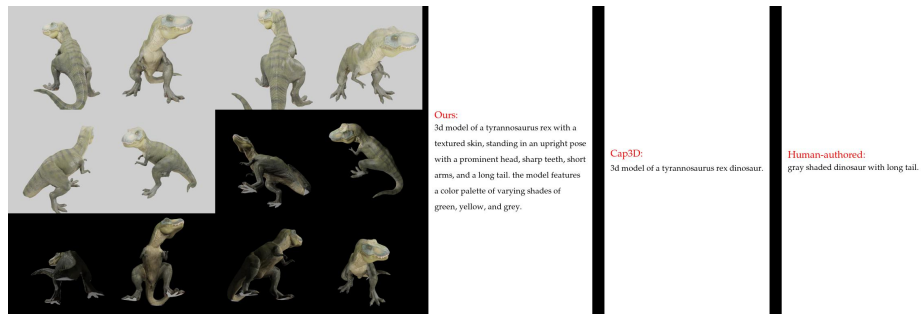 Ours:
3d model of a tyrannosaurus rex with a
textured skin, standing in an upright pose
with a prominent head, sharp teeth, short
arms, and a long tail. the model features
a color palette of varying shades of
green, yellow, and grey.
Cap3D:
3d model of a tyrannosaurus rex dinosaur.
Human-authored:
gray shaded dinosaur with long tail.